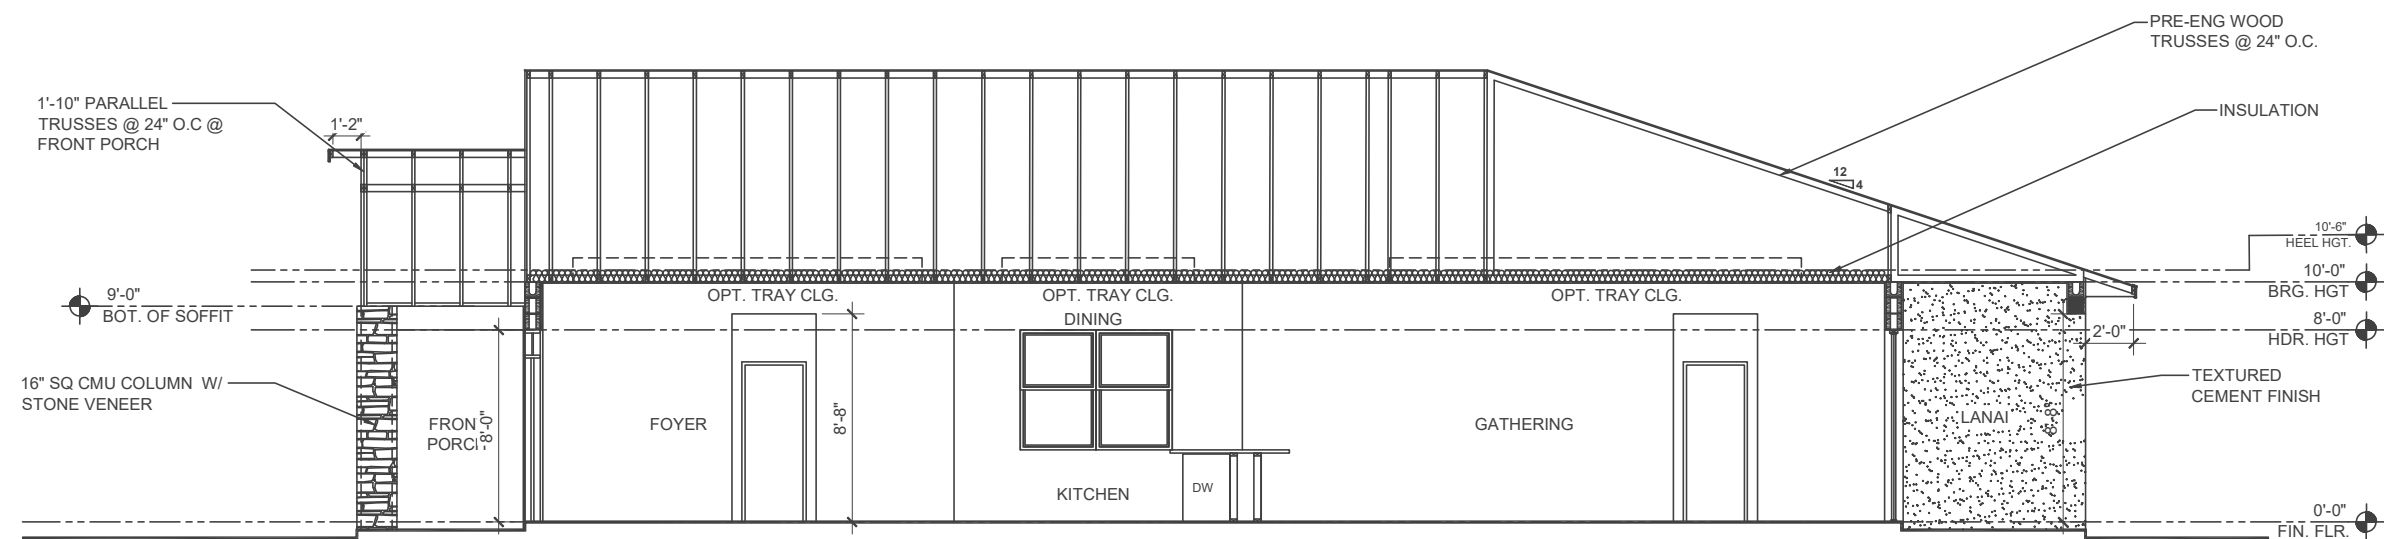 PRE-ENG WOOD
TRUSSES @ 24" O.C.
1'-10" PARALLEL
TRUSSES @ 24" O.C @
FRONT PORCH
1'-2"
INSULATION
12
4
10'-6"
HEEL HGT.
10'-0"
BRG. HGT
9'-0"
BOT. OF SOFFIT
OPT. TRAY CLG.
OPT. TRAY CLG.
OPT. TRAY CLG.
DINING
8'-0"
HDR. HGT
2'-0"
16" SQ CMU COLUMN W/
STONE VENEER
TEXTURED
CEMENT FINISH
FRON
PORC
8'-0"
FOYER
8'-8"
GATHERING
LANAI
8'-8"
KITCHEN
DW
0'-0"
FIN. FLR.